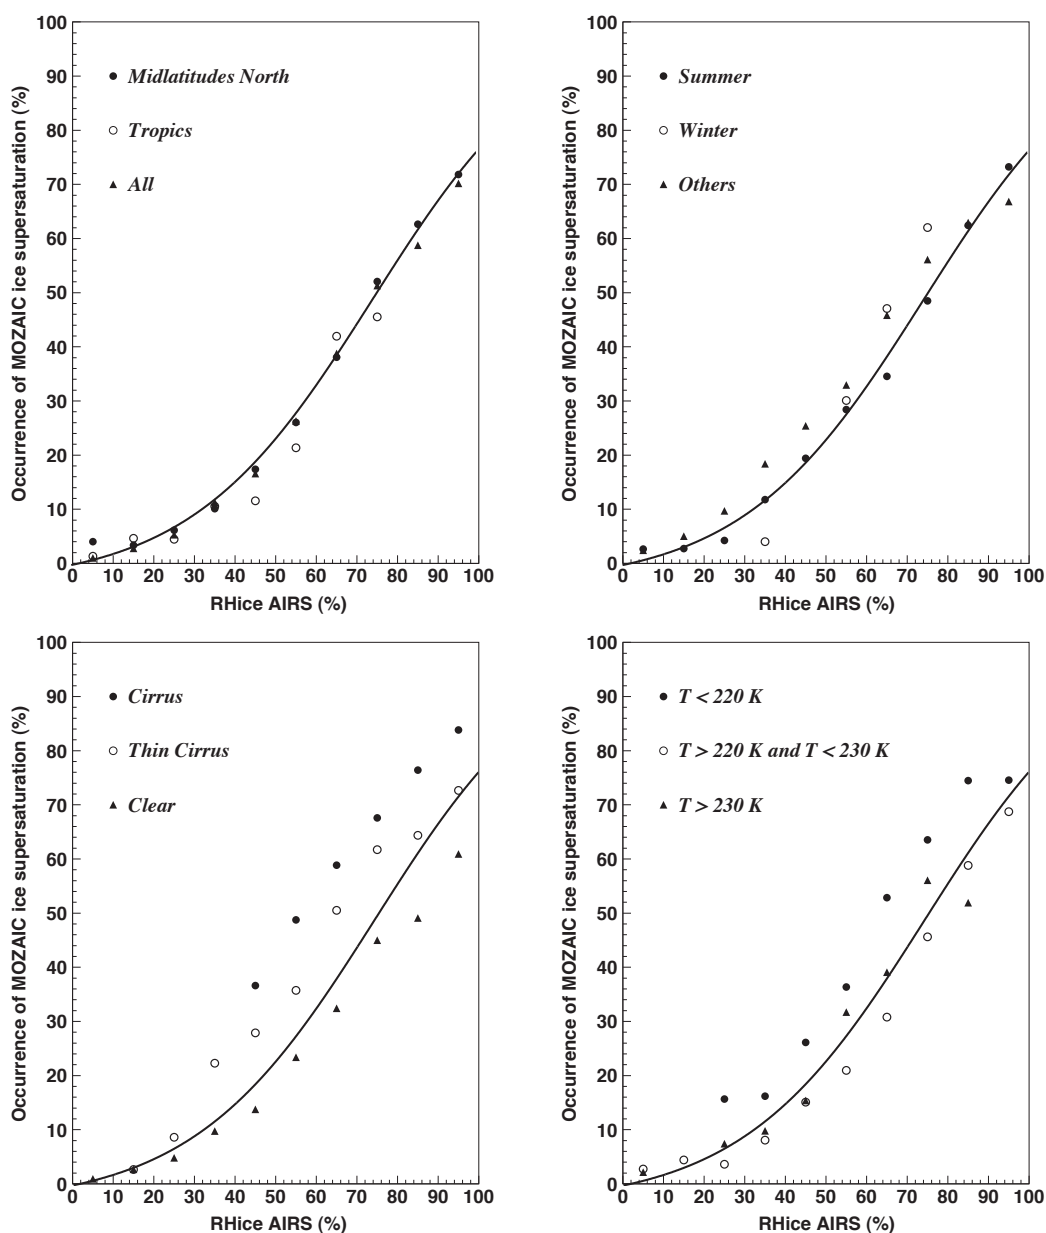 Occurrence of MOZAIC ice supersaturation (%)
100
90
80
70
60
50
40
30
20
10
0
Midlatitudes North
Tropics
All
0 10 20 30 40 50 60 70 80 90 100
RHice AIRS (%)
Occurrence of MOZAIC ice supersaturation (%)
100
90
80
70
60
50
40
30
20
10
0
Summer
Winter
Others
0 10 20 30 40 50 60 70 80 90 100
RHice AIRS (%)
Occurrence of MOZAIC ice supersaturation (%)
100
90
80
70
60
50
40
30
20
10
0
Cirrus
Thin Cirrus
Clear
0 10 20 30 40 50 60 70 80 90 100
RHice AIRS (%)
Occurrence of MOZAIC ice supersaturation (%)
100
90
80
70
60
50
40
30
20
10
0
T < 220 K
T > 220 K and T < 230 K
T > 230 K
0 10 20 30 40 50 60 70 80 90 100
RHice AIRS (%)